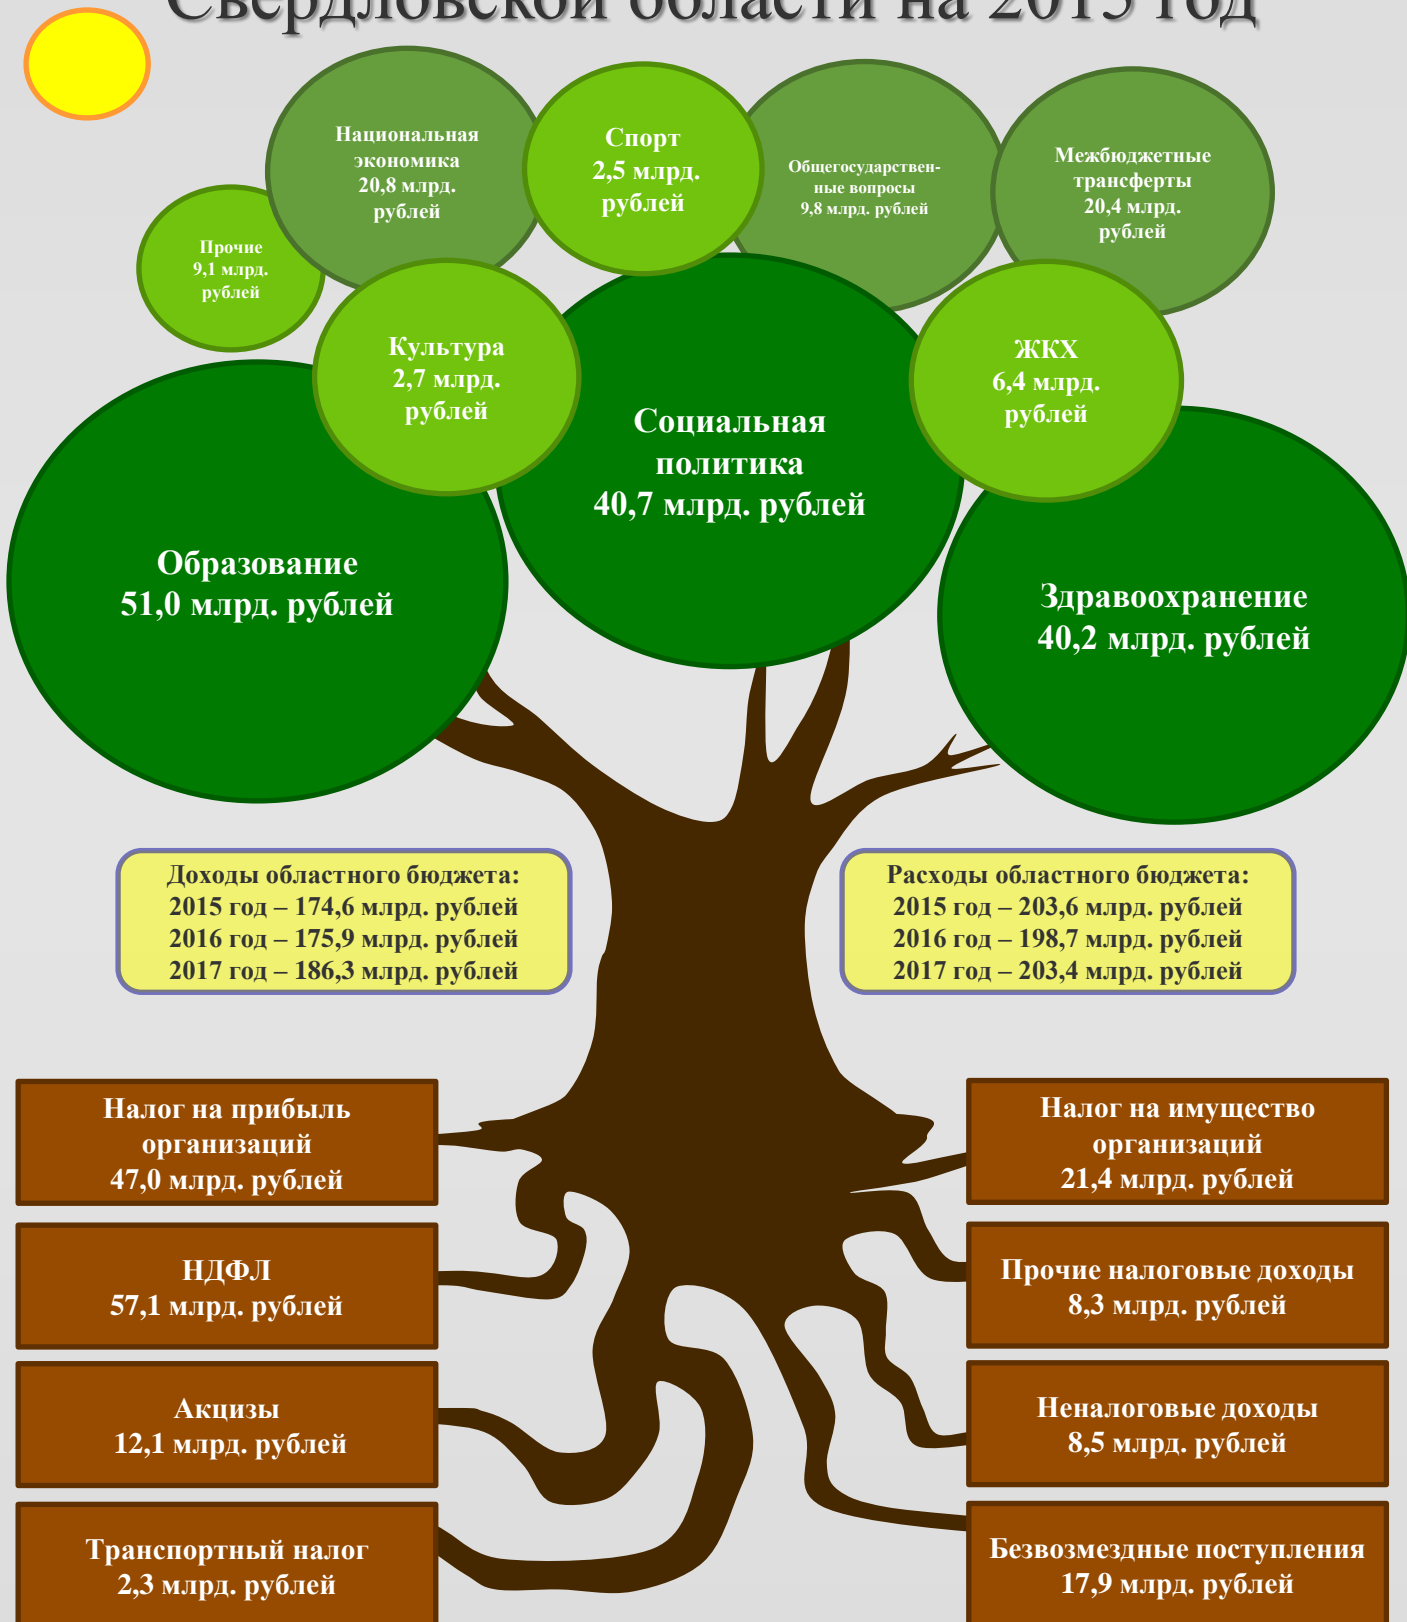 Свердловской области на 2015 год
Национальная
экономика
20,8 млрд.
рублей
Спорт
2,5 млрд.
рублей
Общегосударствен-
ные вопросы
9,8 млрд. рублей
Межбюджетные
трансферты
20,4 млрд.
рублей
Прочие
9,1 млрд.
рублей
Культура
2,7 млрд.
рублей
ЖКХ
6,4 млрд.
рублей
Социальная
политика
40,7 млрд. рублей
Образование
51,0 млрд. рублей
Здравоохранение
40,2 млрд. рублей
Доходы областного бюджета:
2015 год – 174,6 млрд. рублей
2016 год – 175,9 млрд. рублей
2017 год – 186,3 млрд. рублей
Расходы областного бюджета:
2015 год – 203,6 млрд. рублей
2016 год – 198,7 млрд. рублей
2017 год – 203,4 млрд. рублей
Налог на прибыль
организаций
47,0 млрд. рублей
НДФЛ
57,1 млрд. рублей
Акцизы
12,1 млрд. рублей
Транспортный налог
2,3 млрд. рублей
Налог на имущество
организаций
21,4 млрд. рублей
Прочие налоговые доходы
8,3 млрд. рублей
Неналоговые доходы
8,5 млрд. рублей
Безвозмездные поступления
17,9 млрд. рублей